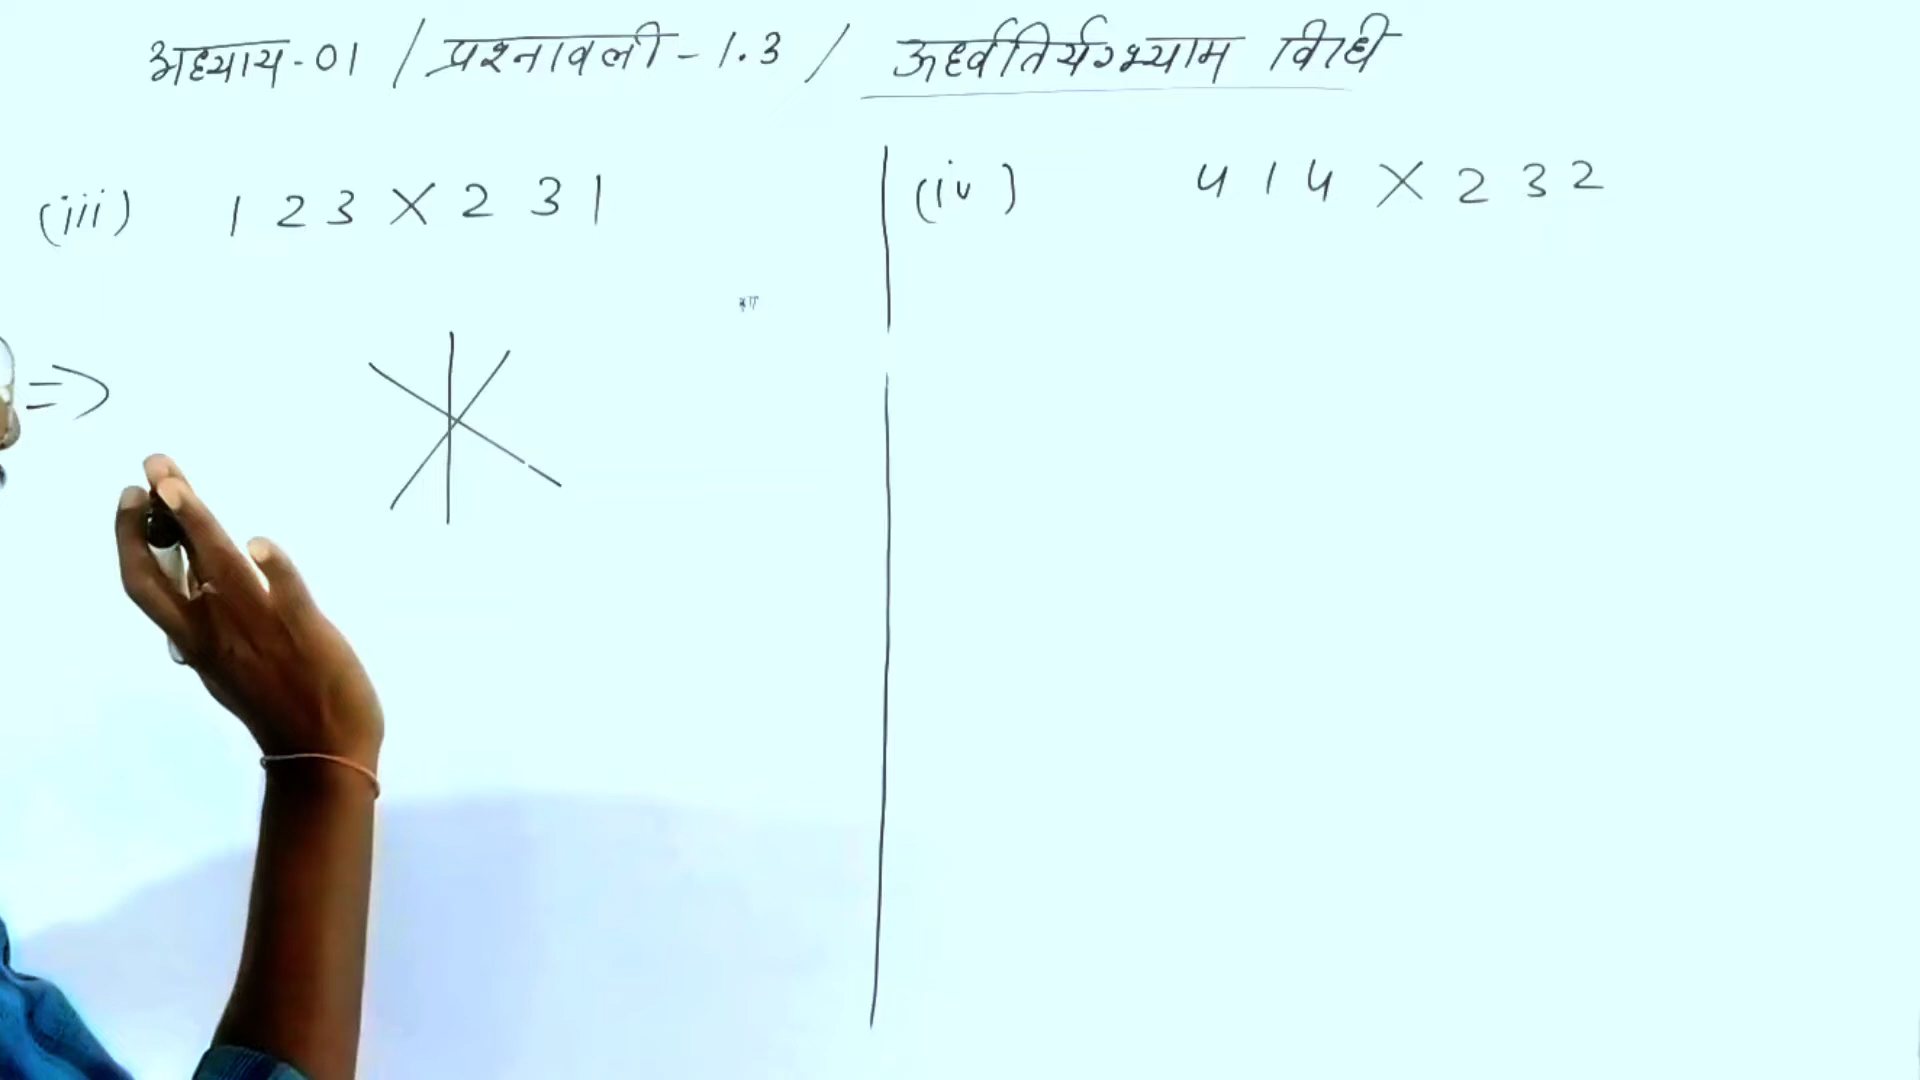 अध्याय-01 / प्रश्नावली-1.3 / ऊर्ध्वतिर्यग्भ्याम विधी
(iii) 123 X 231
(iv) 414 X 232
=>